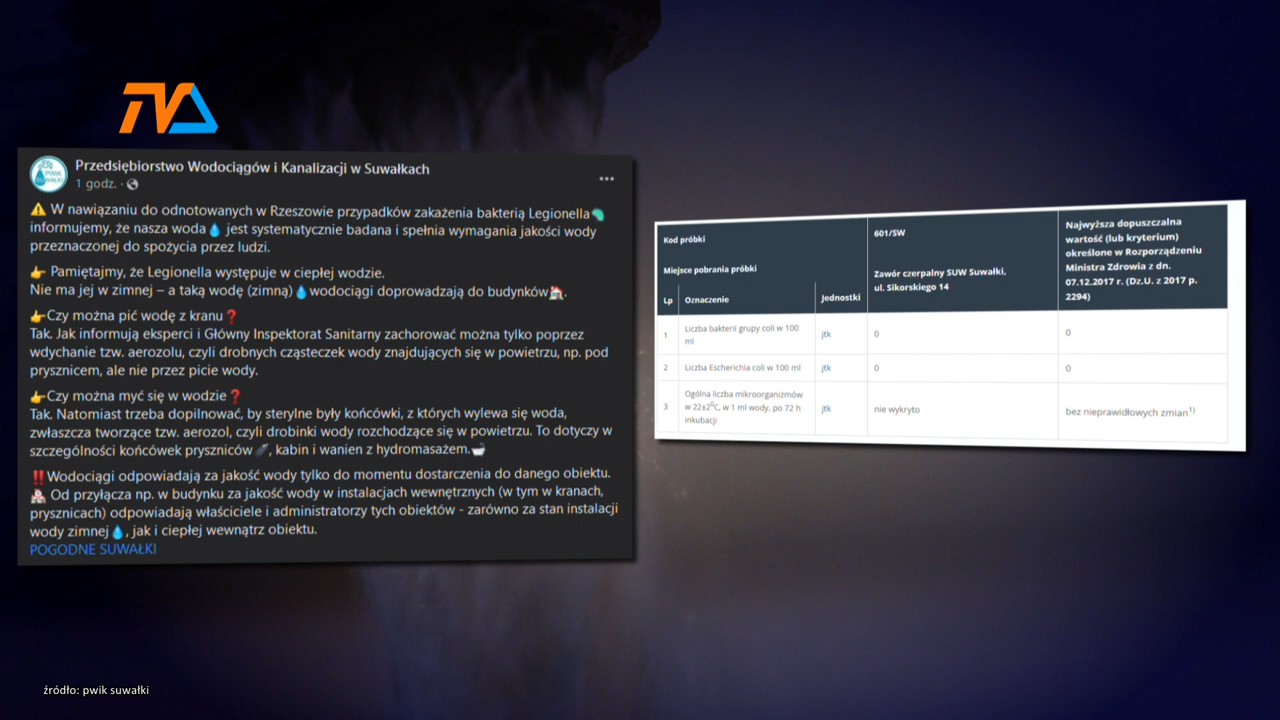 TVA
Przedsiębiorstwo Wodociągów i Kanalizacji w Suwałkach
1 godz. ·
⚠️ W nawiązaniu do odnotowanych w Rzeszowie przypadków zakażenia bakterią Legionella🦠
informujemy, że nasza woda💧 jest systematycznie badana i spełnia wymagania jakości wody
przeznaczonej do spożycia przez ludzi.
👉 Pamiętajmy, że Legionella występuje w ciepłej wodzie.
Nie ma jej w zimnej – a taką wodę (zimną)💧wodociągi doprowadzają do budynków🏠.
👉Czy można pić wodę z kranu❓
Tak. Jak informują eksperci i Główny Inspektorat Sanitarny zachorować można tylko poprzez
wdychanie tzw. aerozolu, czyli drobnych cząsteczek wody znajdujących się w powietrzu, np. pod
prysznicem, ale nie przez picie wody.
👉Czy można myć się w wodzie❓
Tak. Natomiast trzeba dopilnować, by sterylne były końcówki, z których wylewa się woda,
zwłaszcza tworzące tzw. aerozol, czyli drobinki wody rozchodzące się w powietrzu. To dotyczy w
szczególności końcówek pryszniców🚿, kabin i wanien z hydromasażem.🛁
‼️Wodociągi odpowiadają za jakość wody tylko do momentu dostarczenia do danego obiektu.
🏘️ Od przyłącza np. w budynku za jakość wody w instalacjach wewnętrznych (w tym w kranach,
prysznicach) odpowiadają właściciele i administratorzy tych obiektów - zarówno za stan instalacji
wody zimnej💧, jak i ciepłej wewnątrz obiektu.
POGODNE SUWAŁKI
PWIK
SUWAŁKI
Kod próbki
601/SW
Najwyższa dopuszczalna
wartość (lub kryterium)
określone w Rozporządzeniu
Ministra Zdrowia z dn.
07.12.2017 r. (Dz.U. z 2017 p.
2294)
Miejsce pobrania próbki
Zawór czerpalny SUW Suwałki,
ul. Sikorskiego 14
Lp Oznaczenie Jednostki
1 Liczba bakterii grupy coli w 100
ml jtk 0 0
2 Liczba Escherichia coli w 100 ml jtk 0 0
3 Ogólna liczba mikroorganizmów
w 22±2⁰C, w 1 ml wody, po 72 h
inkubacji jtk nie wykryto bez nieprawidłowych zmian¹⁾
źródło: pwik suwałki